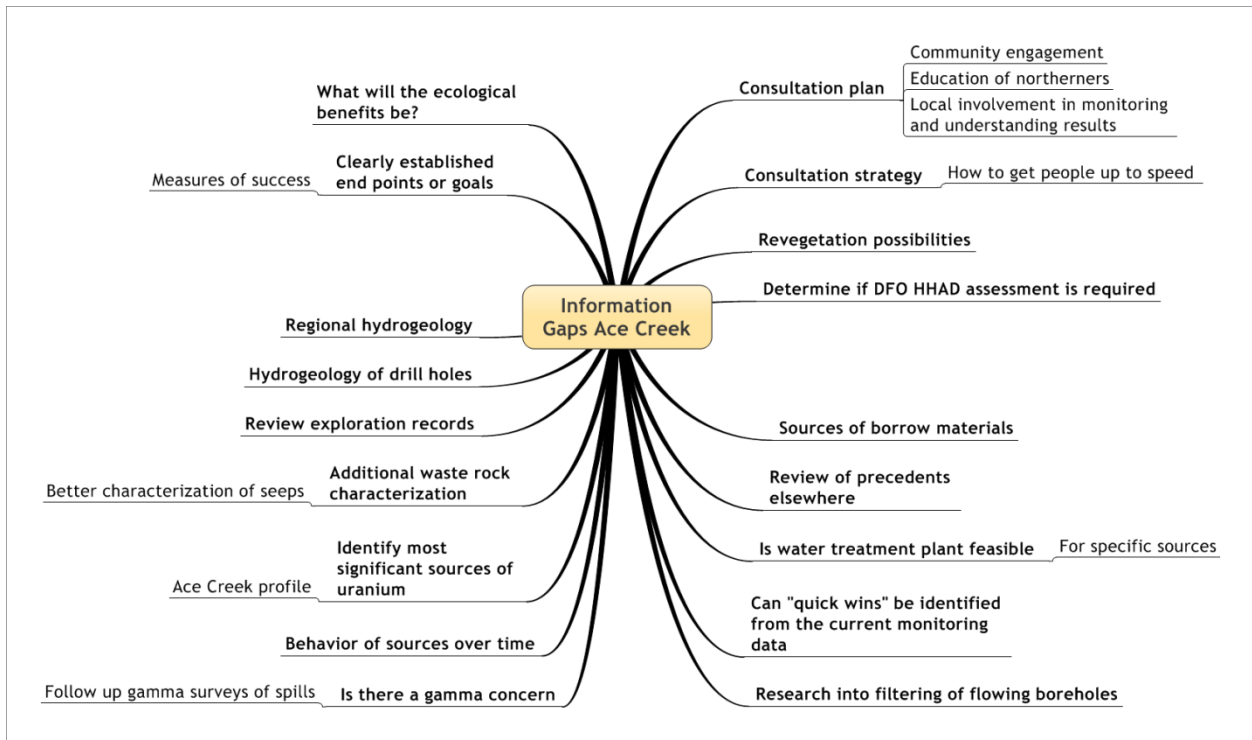 Information
Gaps Ace Creek
What will the ecological
benefits be?
Clearly established
end points or goals
Measures of success
Regional hydrogeology
Hydrogeology of drill holes
Review exploration records
Additional waste rock
characterization
Better characterization of seeps
Identify most
significant sources of
uranium
Ace Creek profile
Behavior of sources over time
Is there a gamma concern
Follow up gamma surveys of spills
Consultation plan
Community engagement
Education of northerners
Local involvement in monitoring
and understanding results
Consultation strategy
How to get people up to speed
Revegetation possibilities
Determine if DFO HHAD assessment is required
Sources of borrow materials
Review of precedents
elsewhere
Is water treatment plant feasible
For specific sources
Can "quick wins" be identified
from the current monitoring
data
Research into filtering of flowing boreholes